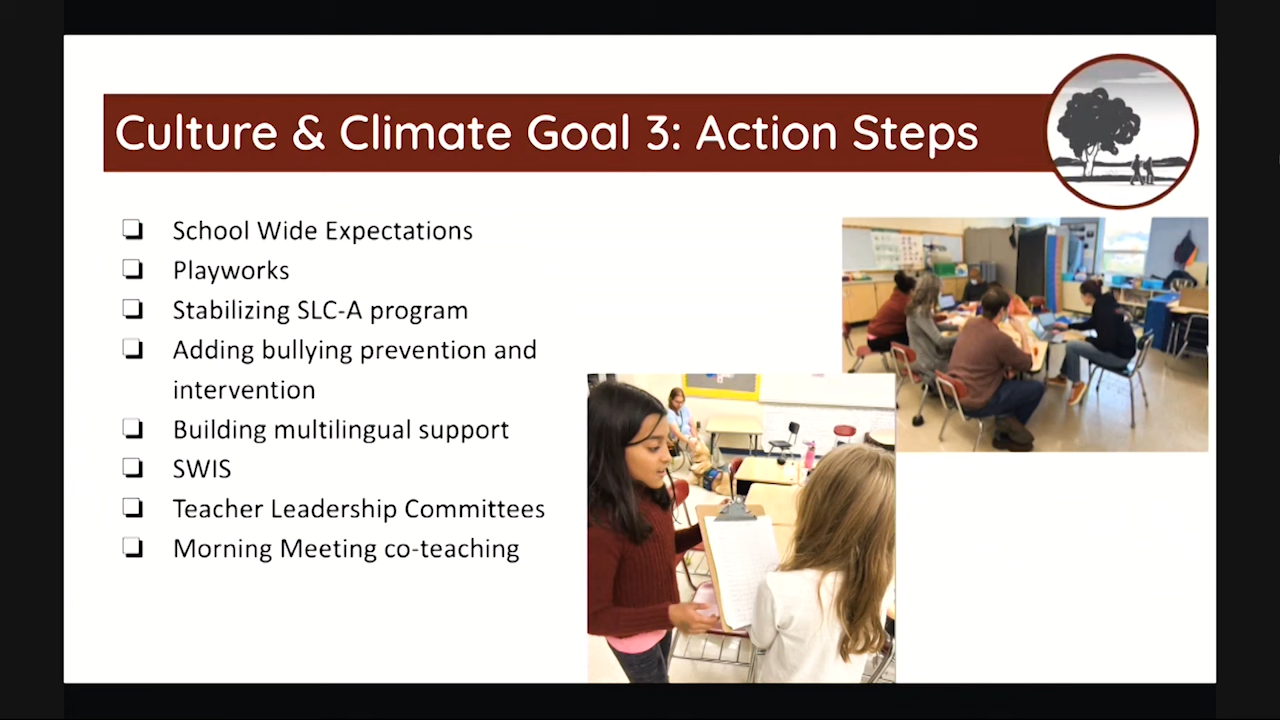 Culture & Climate Goal 3: Action Steps
❏ School Wide Expectations
❏ Playworks
❏ Stabilizing SLC-A program
❏ Adding bullying prevention and
intervention
❏ Building multilingual support
❏ SWIS
❏ Teacher Leadership Committees
❏ Morning Meeting co-teaching